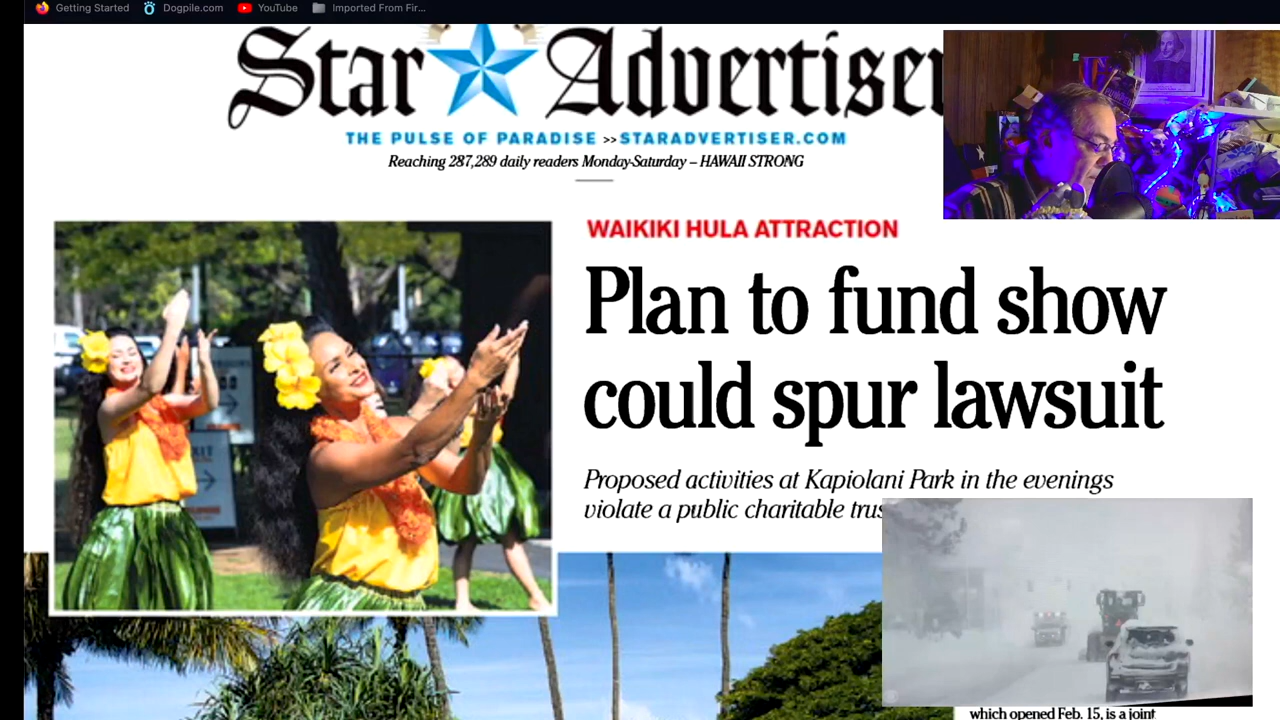 Getting Started Dogpile.com YouTube Imported From Fir...
Star Advertiser
THE PULSE OF PARADISE >> STARADVERTISER.COM
Reaching 287,289 daily readers Monday-Saturday – HAWAII STRONG
WAIKIKI HULA ATTRACTION
Plan to fund show
could spur lawsuit
Proposed activities at Kapiolani Park in the evenings
violate a public charitable trus
EXIT
which opened Feb. 15, is a joint